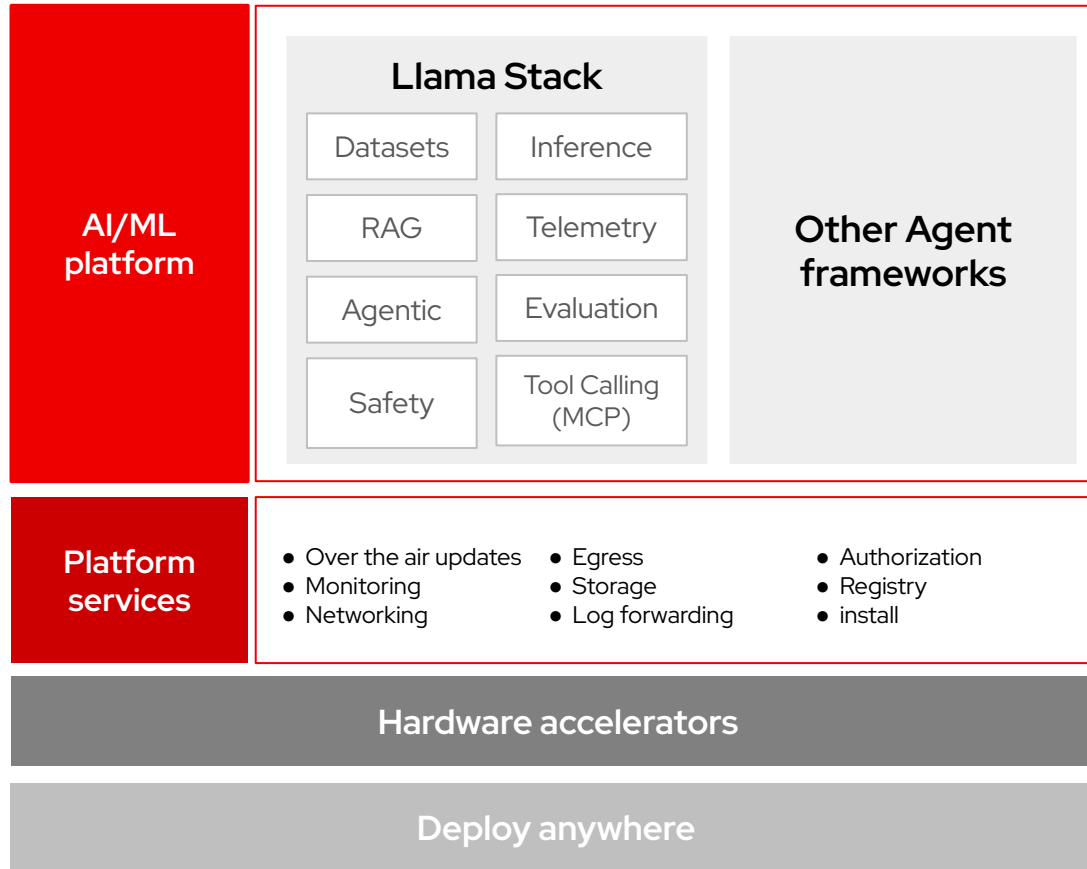 AI/ML
platform
Llama Stack
Datasets
Inference
RAG
Telemetry
Agentic
Evaluation
Safety
Tool Calling
(MCP)
Other Agent
frameworks
Platform
services
● Over the air updates
● Monitoring
● Networking
● Egress
● Storage
● Log forwarding
● Authorization
● Registry
● install
Hardware accelerators
Deploy anywhere